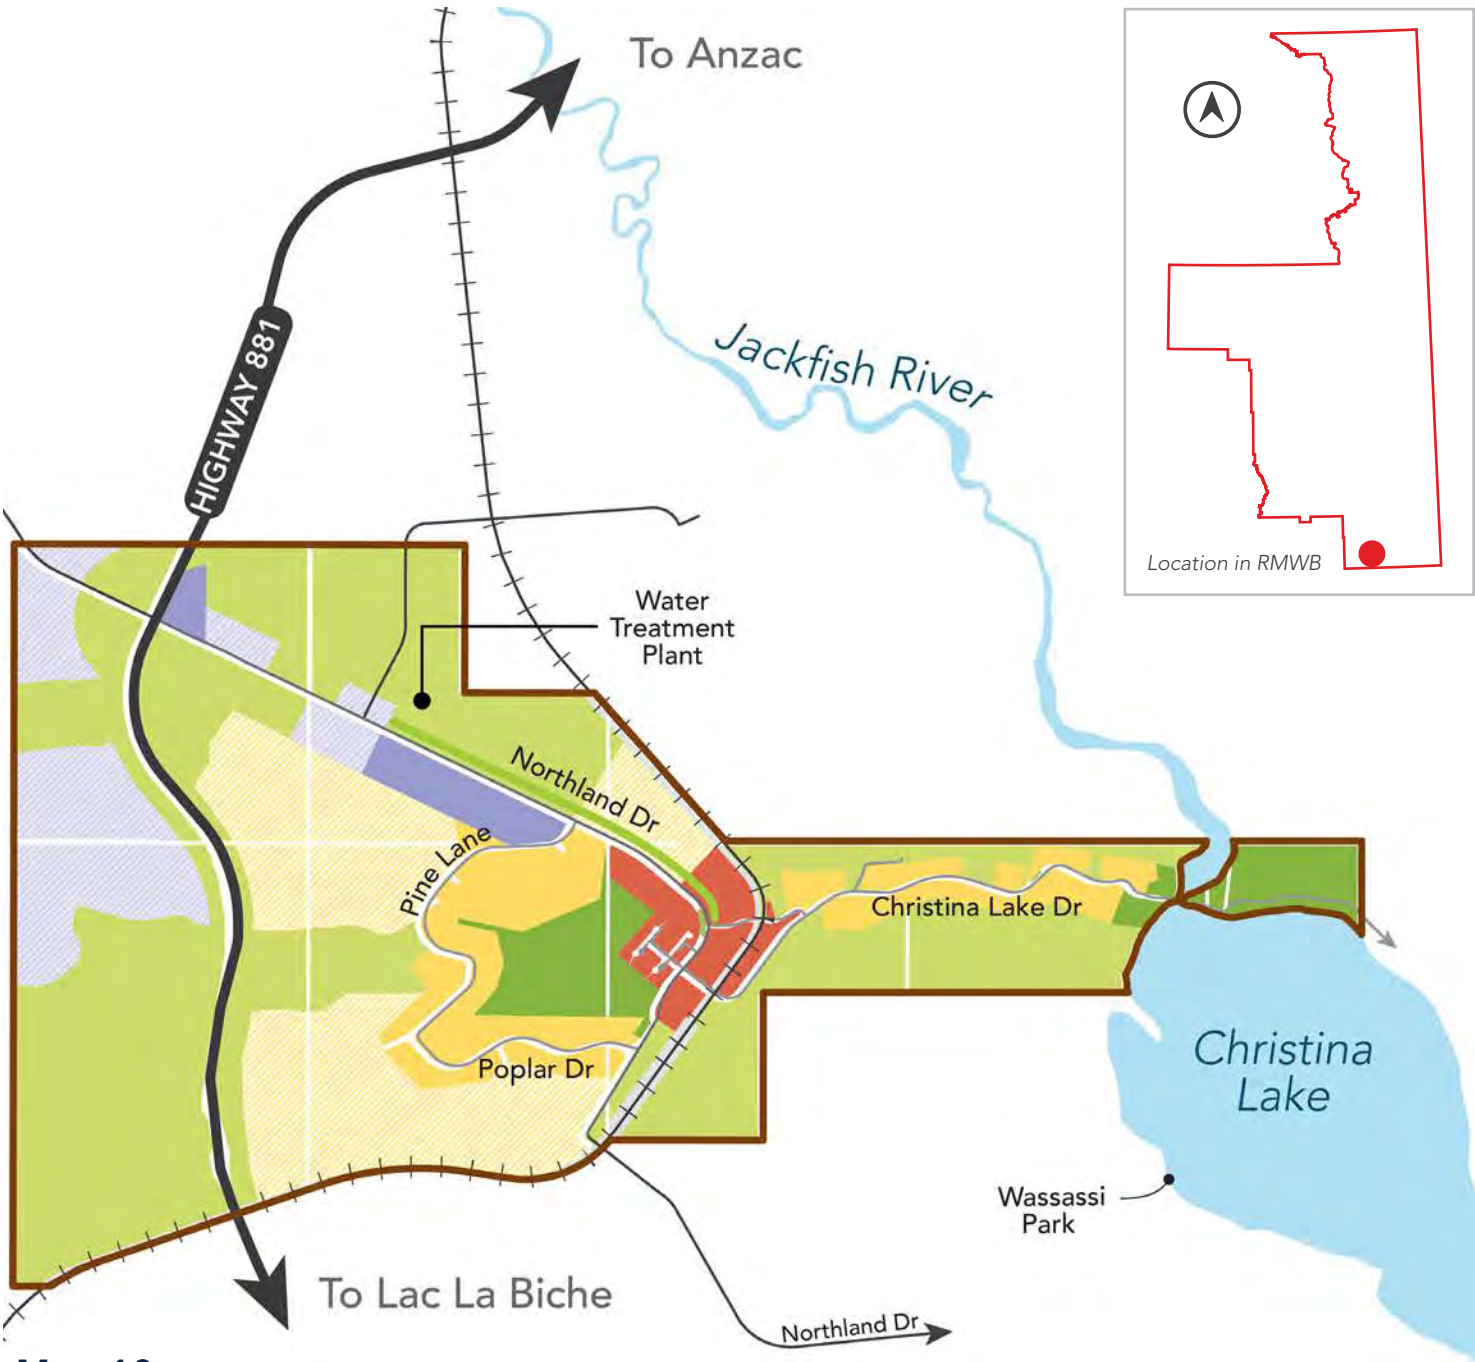 To Anzac
HIGHWAY 881
Jackfish River
Location in RMWB
Water
Treatment
Plant
Northland Dr
Pine Lane
Christina Lake Dr
Poplar Dr
Christina
Lake
Wassassi
Park
To Lac La Biche
Northland Dr